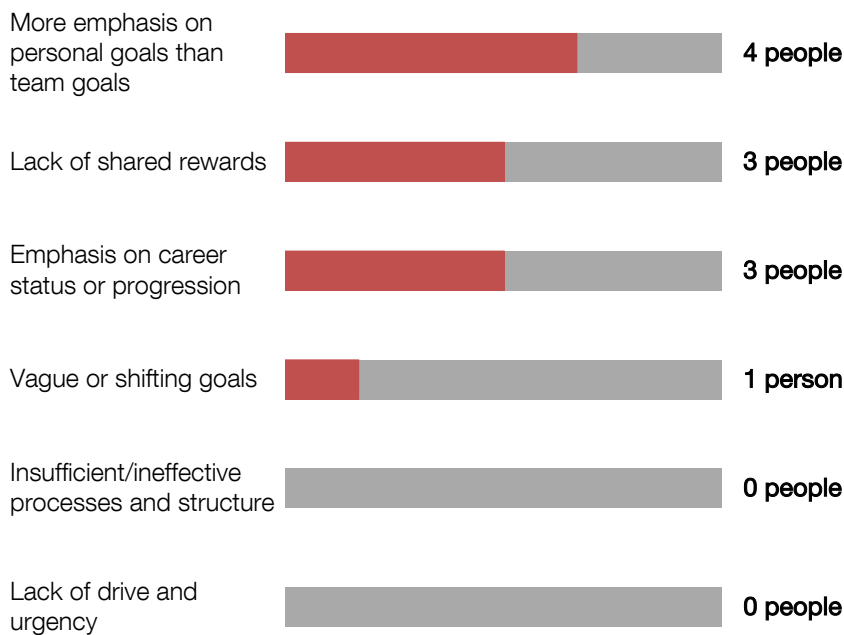 More emphasis on
personal goals than
team goals
4 people
Lack of shared rewards
3 people
Emphasis on career
status or progression
3 people
Vague or shifting goals
1 person
Insufficient/ineffective
processes and structure
0 people
Lack of drive and
urgency
0 people